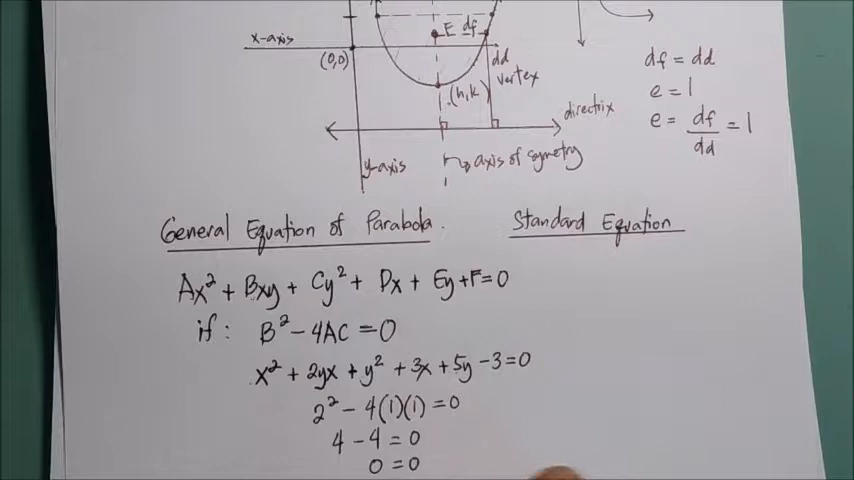 x-axis
E df
(0,0)
dd
vertex
(h,k)
directrix
y-axis
axis of symetry
df = dd
e = 1
e = df/dd = 1
General Equation of Parabola.
Standard Equation
Ax² + Bxy + Cy² + Dx + Ey + F = 0
if : B² - 4AC = 0
x² + 2yx + y² + 3x + 5y - 3 = 0
2² - 4(1)(1) = 0
4 - 4 = 0
0 = 0